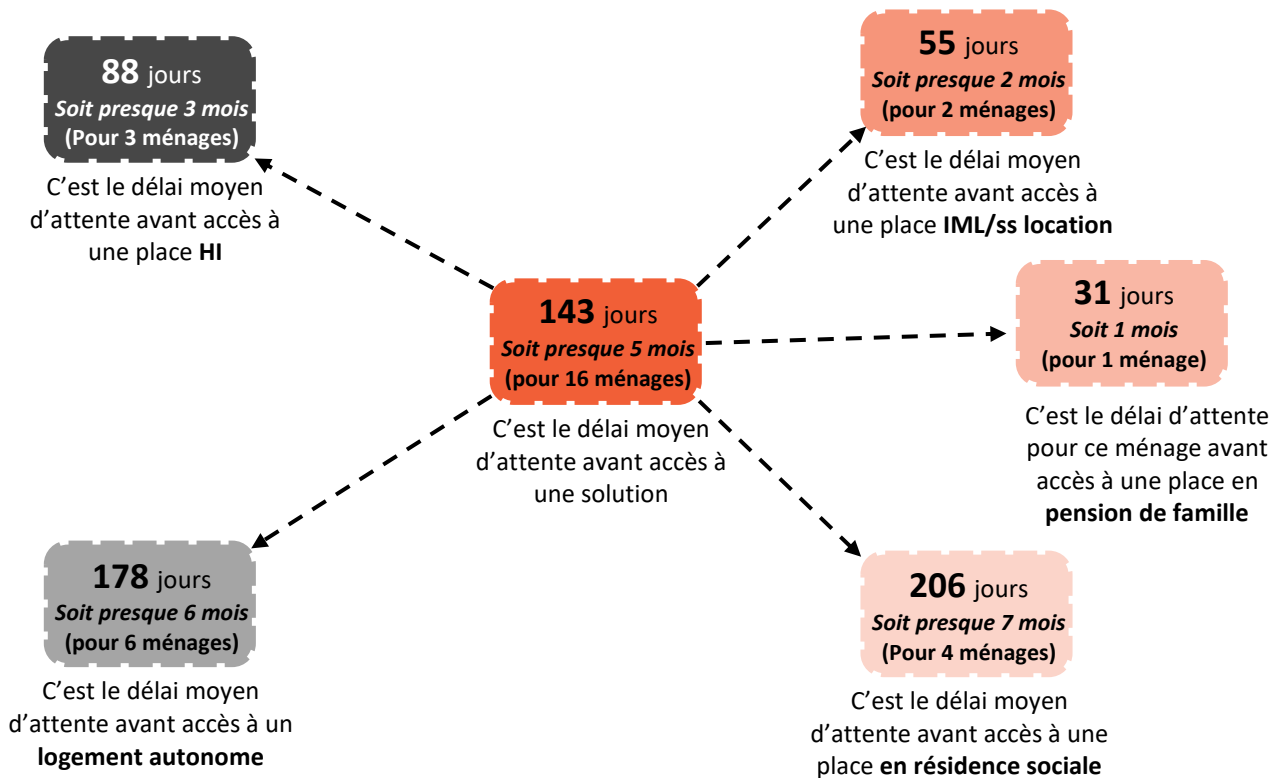 88 jours
Soit presque 3 mois
(Pour 3 ménages)
C’est le délai moyen
d’attente avant accès à
une place HI
55 jours
Soit presque 2 mois
(pour 2 ménages)
C’est le délai moyen
d’attente avant accès à
une place IML/ss location
143 jours
Soit presque 5 mois
(pour 16 ménages)
C’est le délai moyen
d’attente avant accès à
une solution
31 jours
Soit 1 mois
(pour 1 ménage)
C’est le délai d’attente
pour ce ménage avant
accès à une place en
pension de famille
178 jours
Soit presque 6 mois
(pour 6 ménages)
C’est le délai moyen
d’attente avant accès à un
logement autonome
206 jours
Soit presque 7 mois
(Pour 4 ménages)
C’est le délai moyen
d’attente avant accès à une
place en résidence sociale